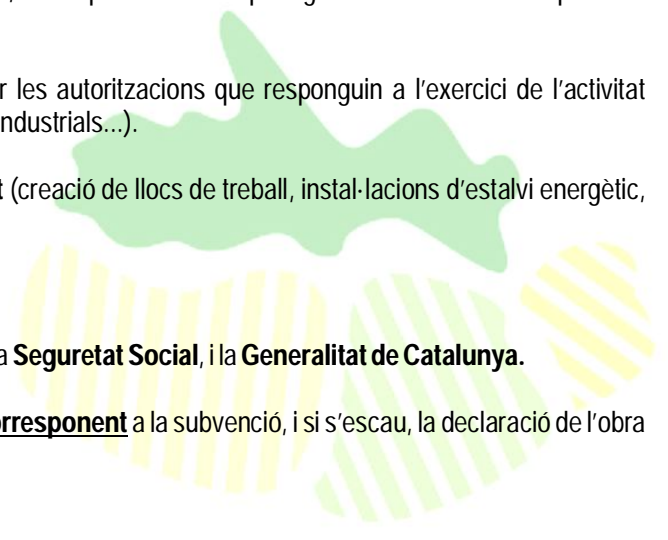 r les autoritzacions que responguin a l'exercici de l'activitat
ndustrials...).
t (creació de llocs de treball, instal·lacions d'estalvi energètic,
a Seguretat Social, i la Generalitat de Catalunya.
orresponent a la subvenció, i si s'escau, la declaració de l'obra